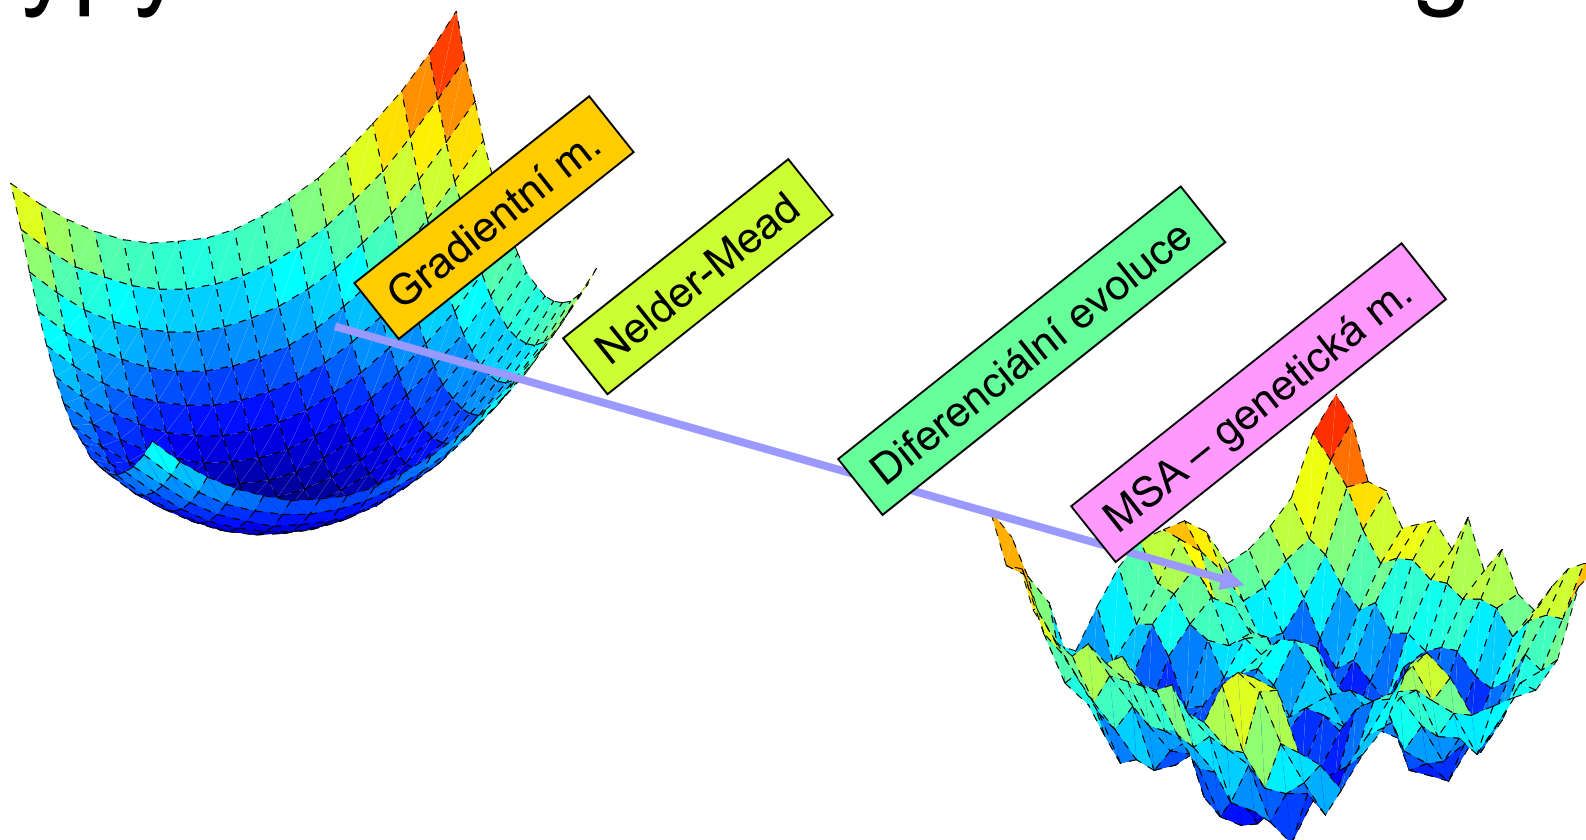 Gradientní m.
Nelder-Mead
Diferenciální evoluce
MSA – genetická m.